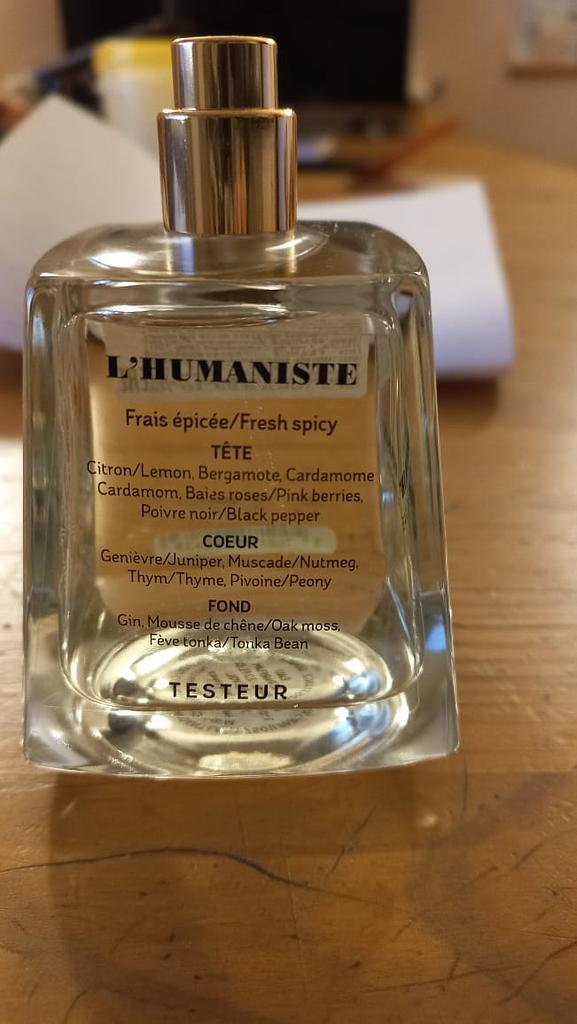 L'HUMANISTE
Frais épicée/Fresh spicy
TÊTE
Citron/Lemon, Bergamote, Cardamome
Cardamom, Baies roses/Pink berries,
Poivre noir/Black pepper
COEUR
Genièvre/Juniper, Muscade/Nutmeg,
Thym/Thyme, Pivoine/Peony
FOND
Gin, Mousse de chêne/Oak moss,
Fève tonka/Tonka Bean
TESTEUR